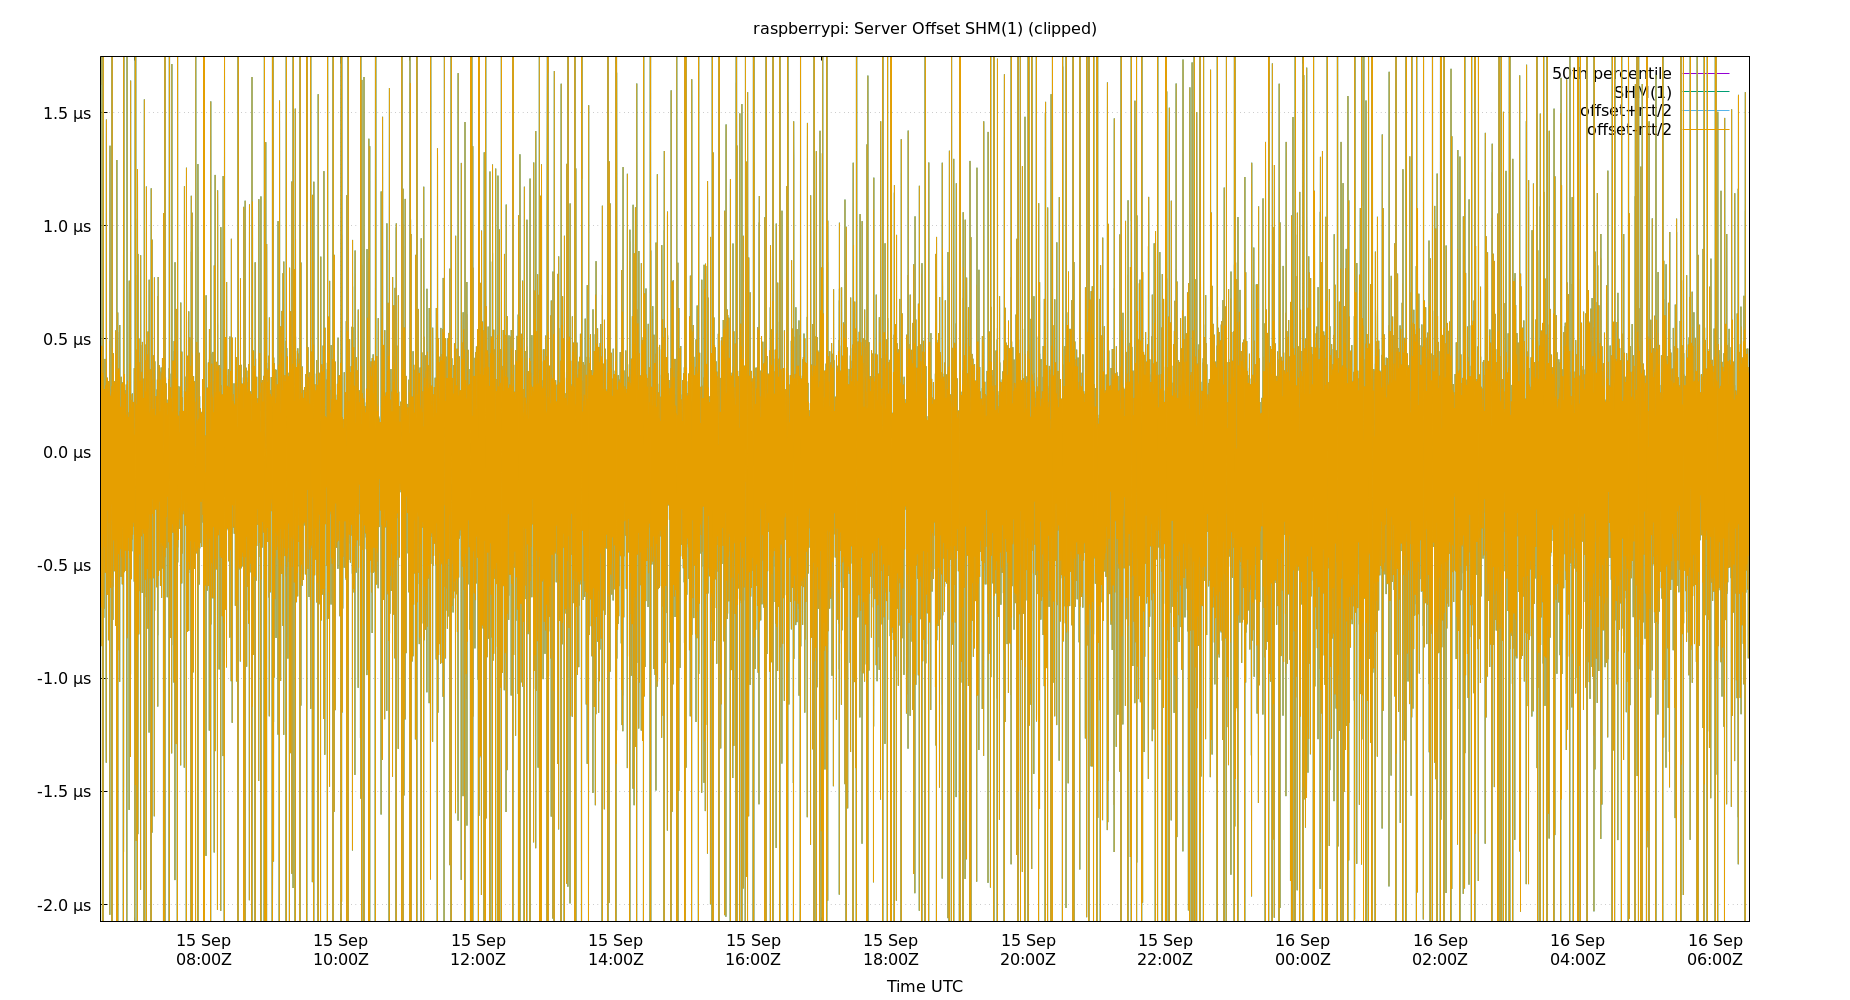 raspberrypi: Server Offset SHM(1) (clipped)
50th percentile
SHM(1)
offset+rtt/2
offset-rtt/2
1.5 µs
1.0 µs
0.5 µs
0.0 µs
-0.5 µs
-1.0 µs
-1.5 µs
-2.0 µs
15 Sep 15 Sep 15 Sep 15 Sep 15 Sep 15 Sep 15 Sep 15 Sep 16 Sep 16 Sep 16 Sep 16 Sep
08:00Z 10:00Z 12:00Z 14:00Z 16:00Z 18:00Z 20:00Z 22:00Z 00:00Z 02:00Z 04:00Z 06:00Z
Time UTC